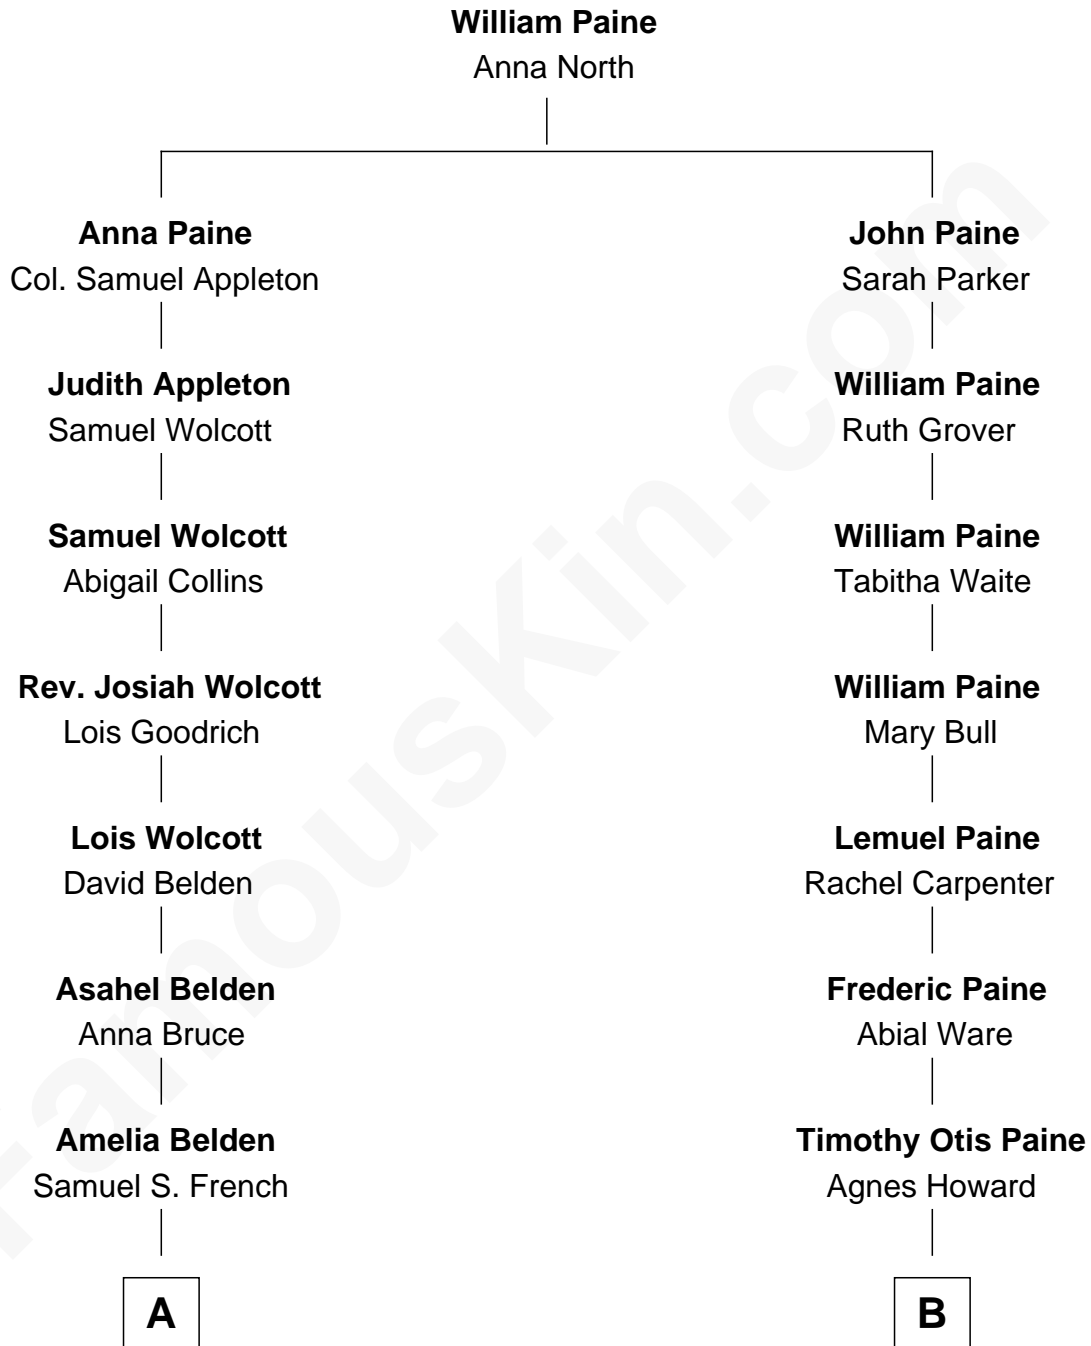 William Paine
Anna North
Anna Paine
Col. Samuel Appleton
John Paine
Sarah Parker
Judith Appleton
Samuel Wolcott
William Paine
Ruth Grover
Samuel Wolcott
Abigail Collins
William Paine
Tabitha Waite
Rev. Josiah Wolcott
Lois Goodrich
William Paine
Mary Bull
Lois Wolcott
David Belden
Lemuel Paine
Rachel Carpenter
Asahel Belden
Anna Bruce
Frederic Paine
Abial Ware
Amelia Belden
Samuel S. French
Timothy Otis Paine
Agnes Howard
A
B
FamousKin.com